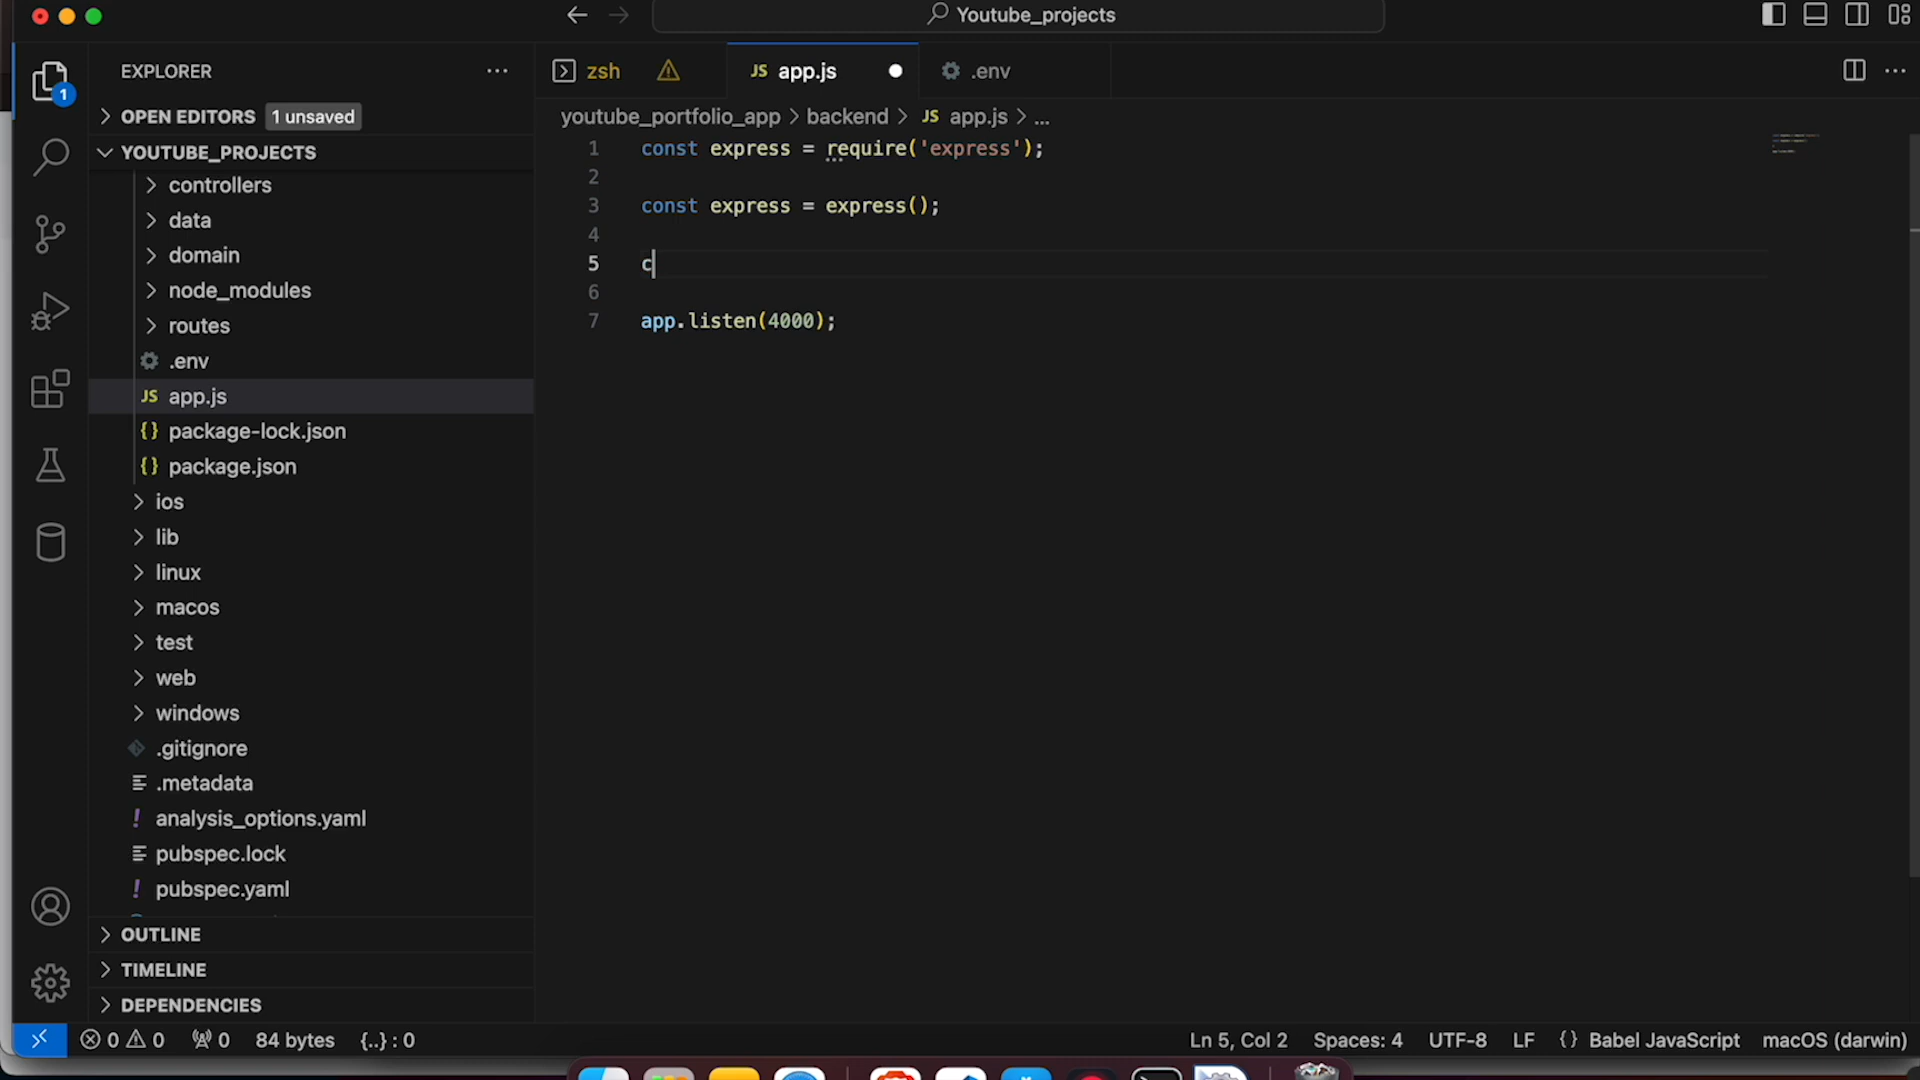 Youtube_projects
EXPLORER
zsh
JS app.js
.env
1
OPEN EDITORS 1 unsaved
youtube_portfolio_app > backend > JS app.js > ...
YOUTUBE_PROJECTS
controllers
data
domain
node_modules
routes
.env
JS app.js
{} package-lock.json
{} package.json
ios
lib
linux
macos
test
web
windows
.gitignore
.metadata
! analysis_options.yaml
pubspec.lock
! pubspec.yaml
OUTLINE
TIMELINE
DEPENDENCIES
1 const express = require('express');
2
3 const express = express();
4
5 c
6
7 app.listen(4000);
0 0 0 84 bytes {..} : 0 Ln 5, Col 2 Spaces: 4 UTF-8 LF {} Babel JavaScript macOS (darwin)